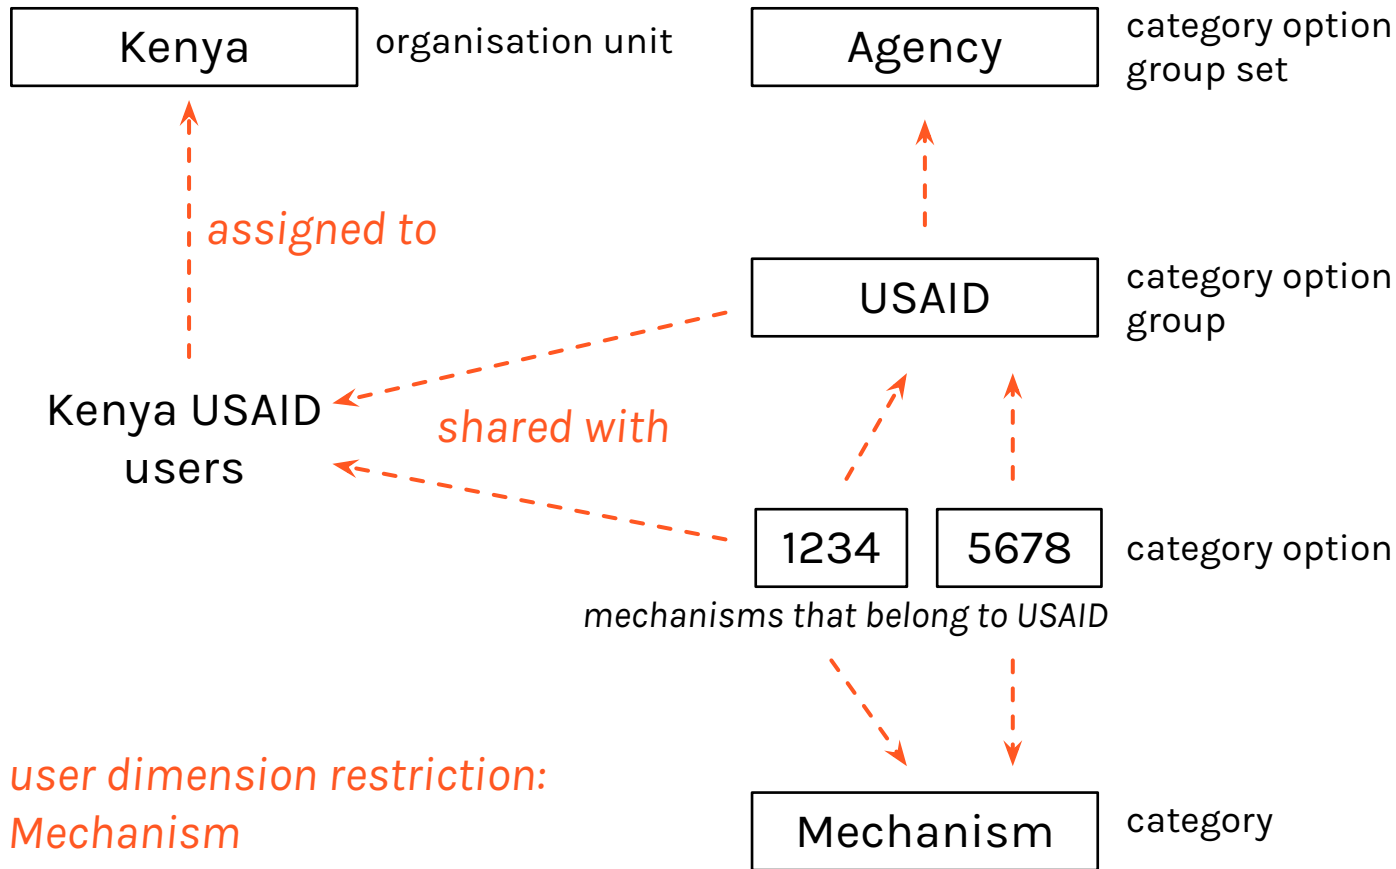 Kenya
organisation unit
Agency
category option
group set
assigned to
USAID
category option
group
Kenya USAID
users
shared with
1234
5678
category option
mechanisms that belong to USAID
user dimension restriction:
Mechanism
Mechanism
category